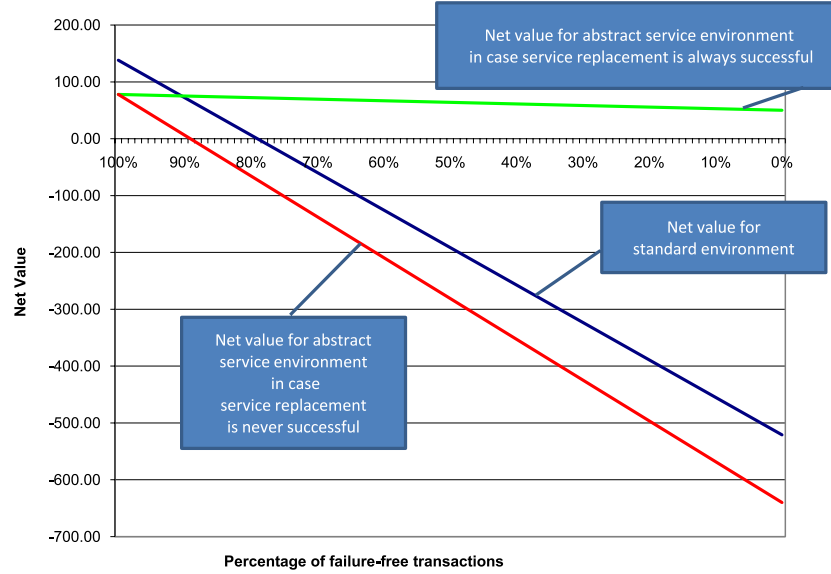 200.00
100.00
0.00
-100.00
-200.00
-300.00
-400.00
-500.00
-600.00
-700.00
Net Value
100%
90%
80%
70%
60%
50%
40%
30%
20%
10%
0%
Percentage of failure-free transactions
Net value for abstract service environment
in case service replacement is always successful
Net value for
standard environment
Net value for abstract
service environment
in case
service replacement
is never successful